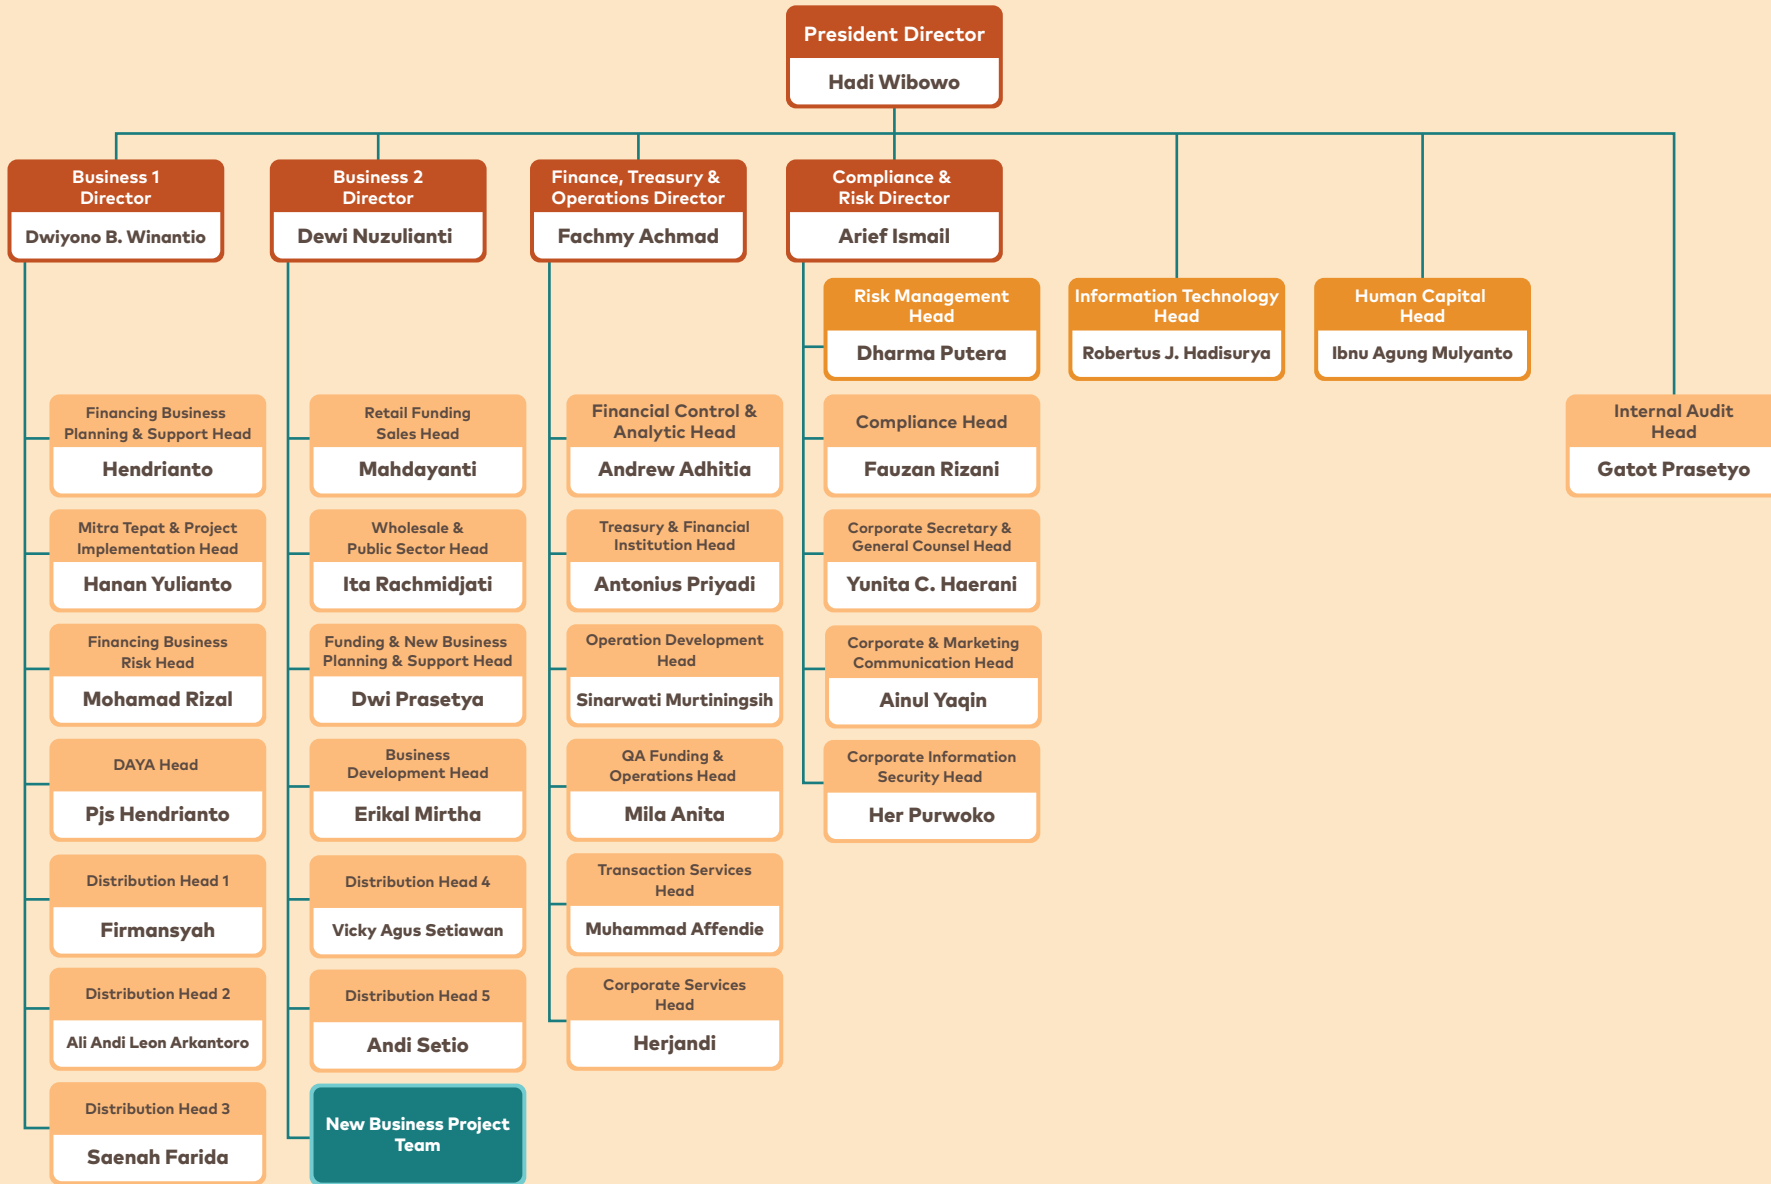 President Director
Hadi Wibowo
Business 1
Director
Dwiyono B. Winantio
Business 2
Director
Dewi Nuzulianti
Finance, Treasury &
Operations Director
Fachmy Achmad
Compliance &
Risk Director
Arief Ismail
Risk Management
Head
Dharma Putera
Information Technology
Head
Robertus J. Hadisurya
Human Capital
Head
Ibnu Agung Mulyanto
Financing Business
Planning & Support Head
Hendrianto
Mitra Tepat & Project
Implementation Head
Hanan Yulianto
Financing Business
Risk Head
Mohamad Rizal
DAYA Head
Pjs Hendrianto
Distribution Head 1
Firmansyah
Distribution Head 2
Ali Andi Leon Arkantoro
Distribution Head 3
Saenah Farida
Retail Funding
Sales Head
Mahdayanti
Wholesale &
Public Sector Head
Ita Rachmidjati
Funding & New Business
Planning & Support Head
Dwi Prasetya
Business
Development Head
Erikal Mirtha
Distribution Head 4
Vicky Agus Setiawan
Distribution Head 5
Andi Setio
New Business Project
Team
Financial Control &
Analytic Head
Andrew Adhitia
Treasury & Financial
Institution Head
Antonius Priyadi
Operation Development
Head
Sinarwati Murtiningsih
QA Funding &
Operations Head
Mila Anita
Transaction Services
Head
Muhammad Affendie
Corporate Services
Head
Herjandi
Compliance Head
Fauzan Rizani
Corporate Secretary &
General Counsel Head
Yunita C. Haerani
Corporate & Marketing
Communication Head
Ainul Yaqin
Corporate Information
Security Head
Her Purwoko
Internal Audit
Head
Gatot Prasetyo